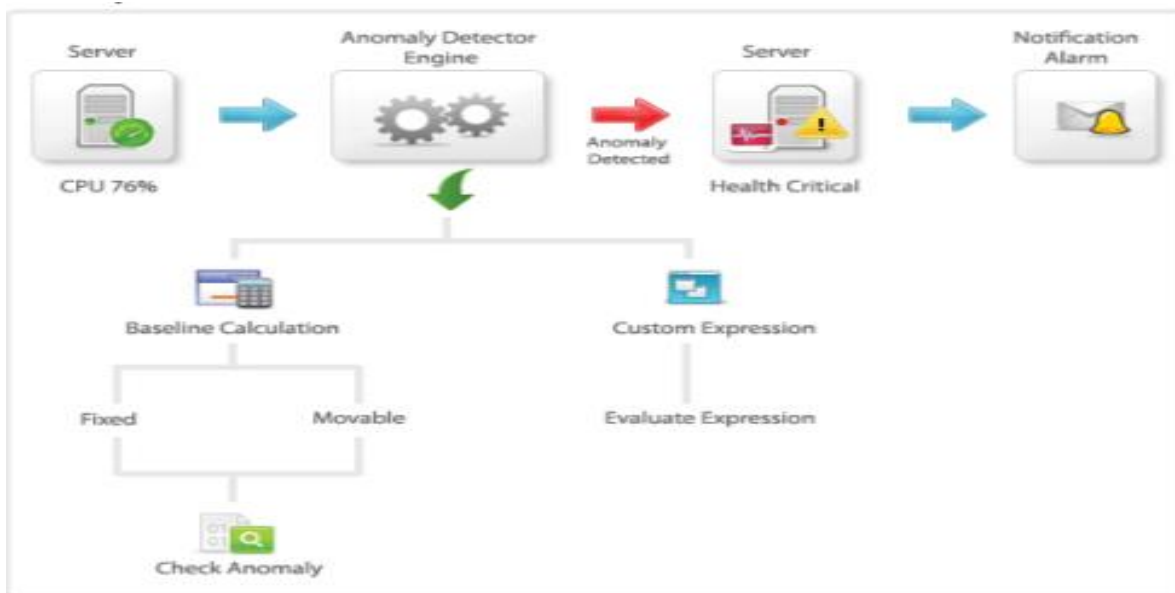 Server
Anomaly Detector
Engine
Server
Notification
Alarm
Anomaly
Detected
CPU 76%
Health Critical
Baseline Calculation
Custom Expression
Fixed
Movable
Evaluate Expression
Check Anomaly